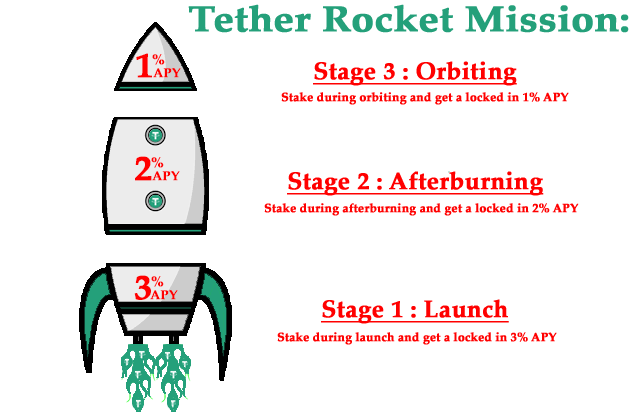 Tether Rocket Mission:
1% APY
Stage 3 : Orbiting
Stake during orbiting and get a locked in 1% APY
T
2% APY
T
Stage 2 : Afterburning
Stake during afterburning and get a locked in 2% APY
3% APY
Stage 1 : Launch
Stake during launch and get a locked in 3% APY
T T
T T
T
T